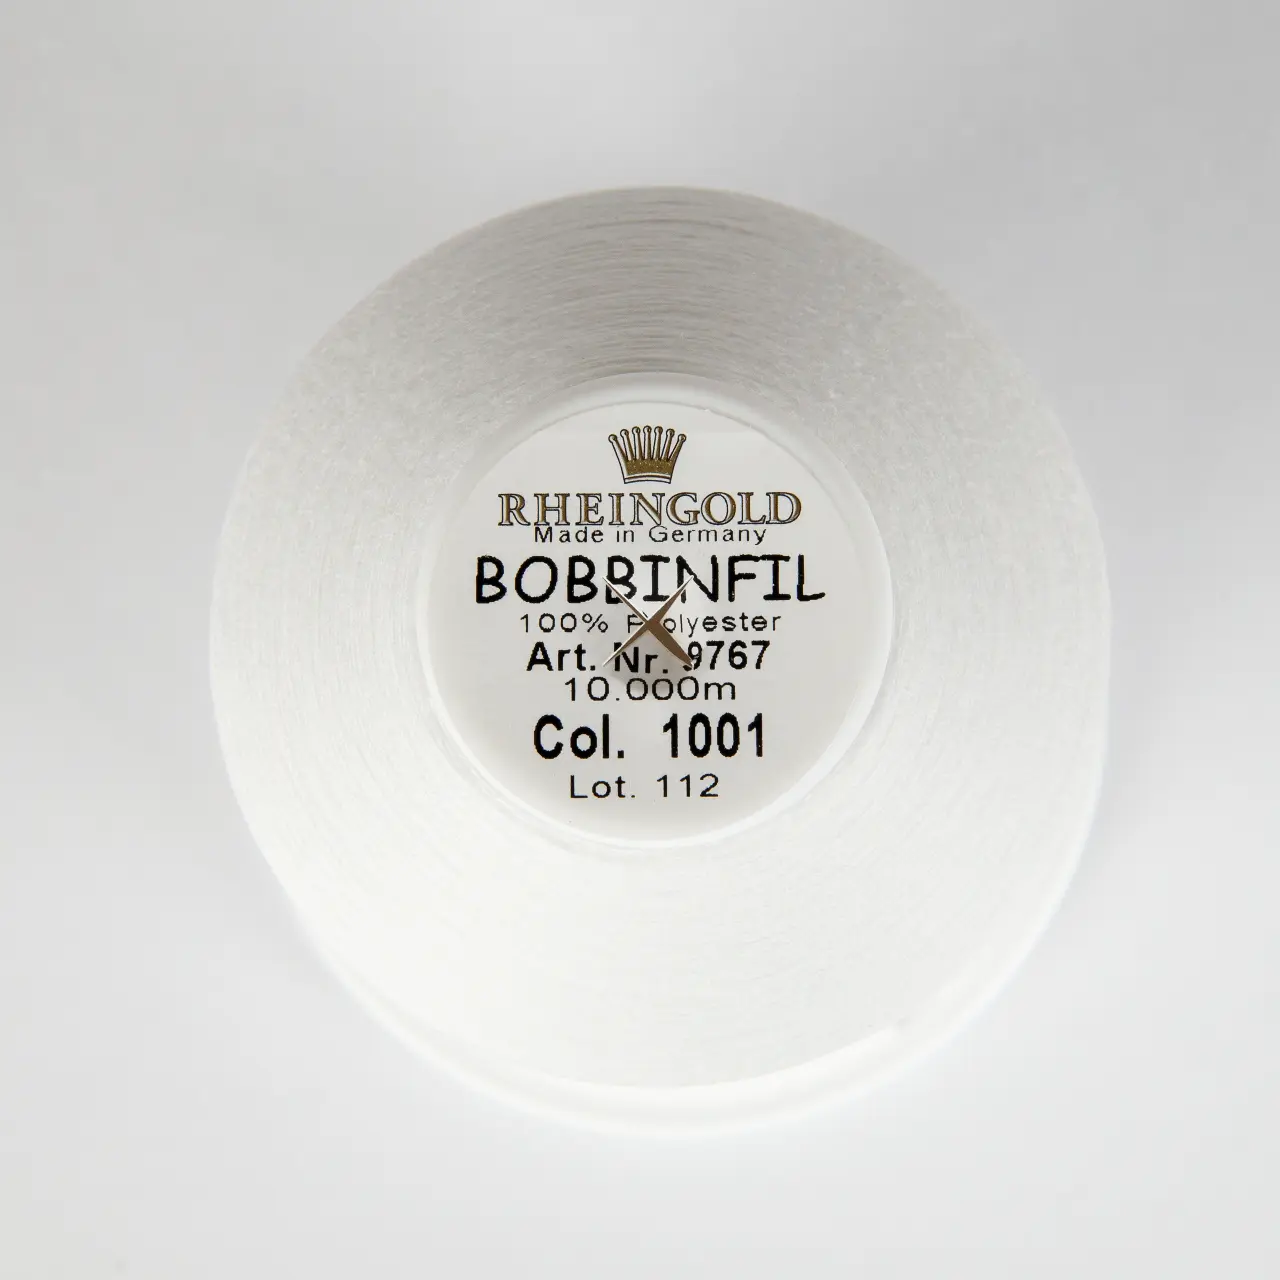 RHEINGOLD
Made in Germany
BOBBINFIL
100% Polyester
Art. Nr. 9767
10.000m
Col. 1001
Lot. 112